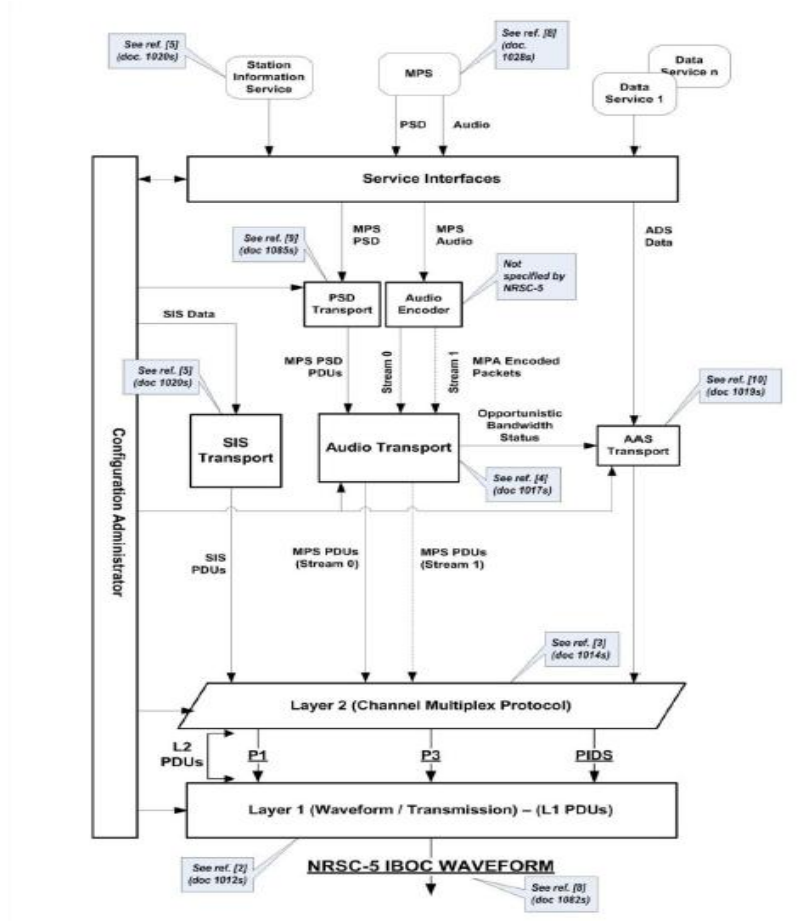 See ref. [5]
(doc. 1020s)
Station
Information
Service
MPS
See ref. [8]
(doc.
1028s)
Data
Service n
Data
Service 1
PSD
Audio
Service Interfaces
See ref. [9]
(doc 1085s)
MPS
PSD
MPS
Audio
ADS
Data
Not
specified by
NRSC-5
PSD
Transport
Audio
Encoder
SIS Data
MPS PSD
PDUs
Stream 0
Stream 1
MPA Encoded
Packets
See ref. [5]
(doc 1020s)
See ref. [10]
(doc 1019s)
Configuration Administrator
SIS
Transport
Audio Transport
Opportunistic
Bandwidth
Status
AAS
Transport
See ref. [4]
(doc 1017s)
SIS
PDUs
MPS PDUs
(Stream 0)
MPS PDUs
(Stream 1)
See ref. [3]
(doc 1014s)
Layer 2 (Channel Multiplex Protocol)
L2
PDUs
P1
P3
PIDS
Layer 1 (Waveform / Transmission) – (L1 PDUs)
See ref. [2]
(doc 1012s)
NRSC-5 IBOC WAVEFORM
See ref. [8]
(doc 1082s)